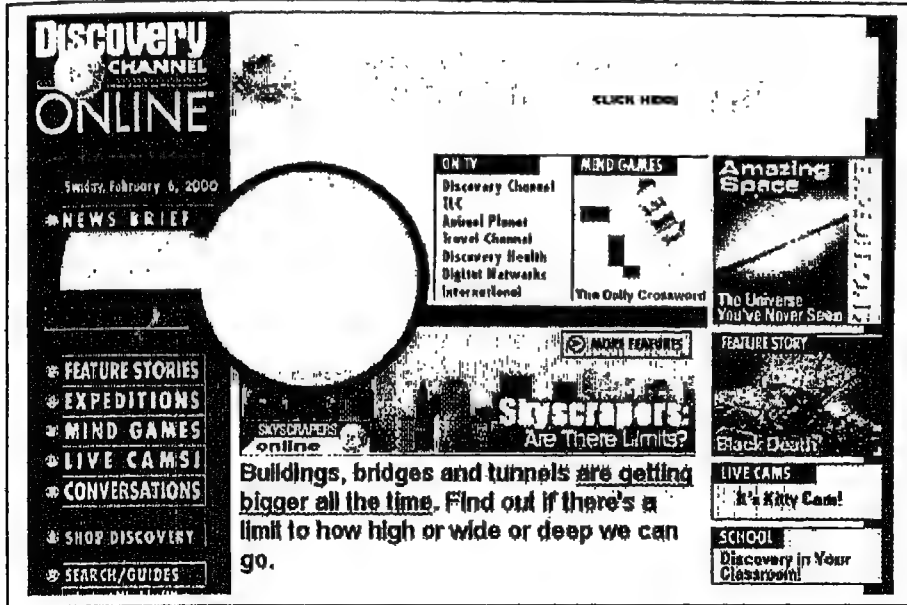 Discovery
CHANNEL
ONLINE
CLICK HERE
Sunday, February 6, 2000
NEWS BRIEF
FEATURE STORIES
EXPEDITIONS
MIND GAMES
LIVE CAMS!
CONVERSATIONS
SHOP DISCOVERY
SEARCH/GUIDES
ON TV
Discovery Channel
TLC
Animal Planet
Travel Channel
Discovery Health
Digital Networks
International
MIND GAMES
The Daily Crossword
Amazing
Space
The Universe
You've Never Seen
MORE FEATURES
SKYSCRAPERS
online
Skyscrapers:
Are There Limits?
Buildings, bridges and tunnels are getting
bigger all the time. Find out if there's a
limit to how high or wide or deep we can
go.
FEATURE STORY
Black Death?
LIVE CAMS
It's Kitty Cam!
SCHOOL
Discovery in Your
Classroom!